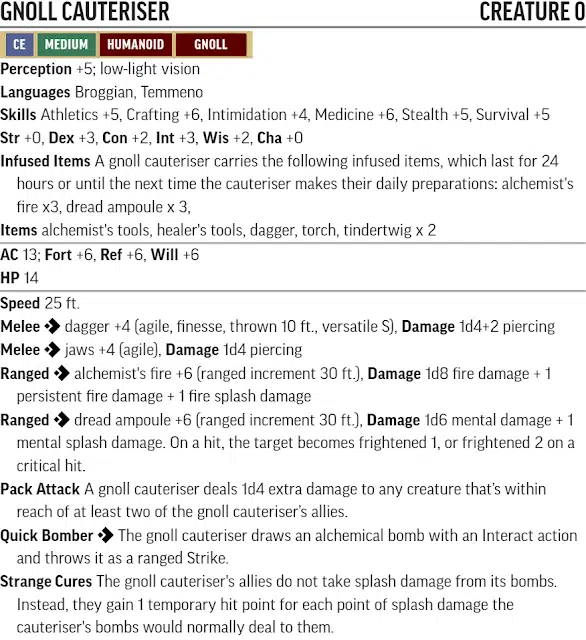 GNOLL CAUTERISER CREATURE 0
CE MEDIUM HUMANOID GNOLL
Perception +5; low-light vision
Languages Broggian, Temmeno
Skills Athletics +5, Crafting +6, Intimidation +4, Medicine +6, Stealth +5, Survival +5
Str +0, Dex +3, Con +2, Int +3, Wis +2, Cha +0
Infused Items A gnoll cauteriser carries the following infused items, which last for 24
hours or until the next time the cauteriser makes their daily preparations: alchemist's
fire x3, dread ampoule x 3,
Items alchemist's tools, healer's tools, dagger, torch, tindertwig x 2
AC 13; Fort +6, Ref +6, Will +6
HP 14
Speed 25 ft.
Melee dagger +4 (agile, finesse, thrown 10 ft., versatile S), Damage 1d4+2 piercing
Melee jaws +4 (agile), Damage 1d4 piercing
Ranged alchemist's fire +6 (ranged increment 30 ft.), Damage 1d8 fire damage + 1
persistent fire damage + 1 fire splash damage
Ranged dread ampoule +6 (ranged increment 30 ft.), Damage 1d6 mental damage + 1
mental splash damage. On a hit, the target becomes frightened 1, or frightened 2 on a
critical hit.
Pack Attack A gnoll cauteriser deals 1d4 extra damage to any creature that's within
reach of at least two of the gnoll cauteriser's allies.
Quick Bomber The gnoll cauteriser draws an alchemical bomb with an Interact action
and throws it as a ranged Strike.
Strange Cures The gnoll cauteriser's allies do not take splash damage from its bombs.
Instead, they gain 1 temporary hit point for each point of splash damage the
cauteriser's bombs would normally deal to them.